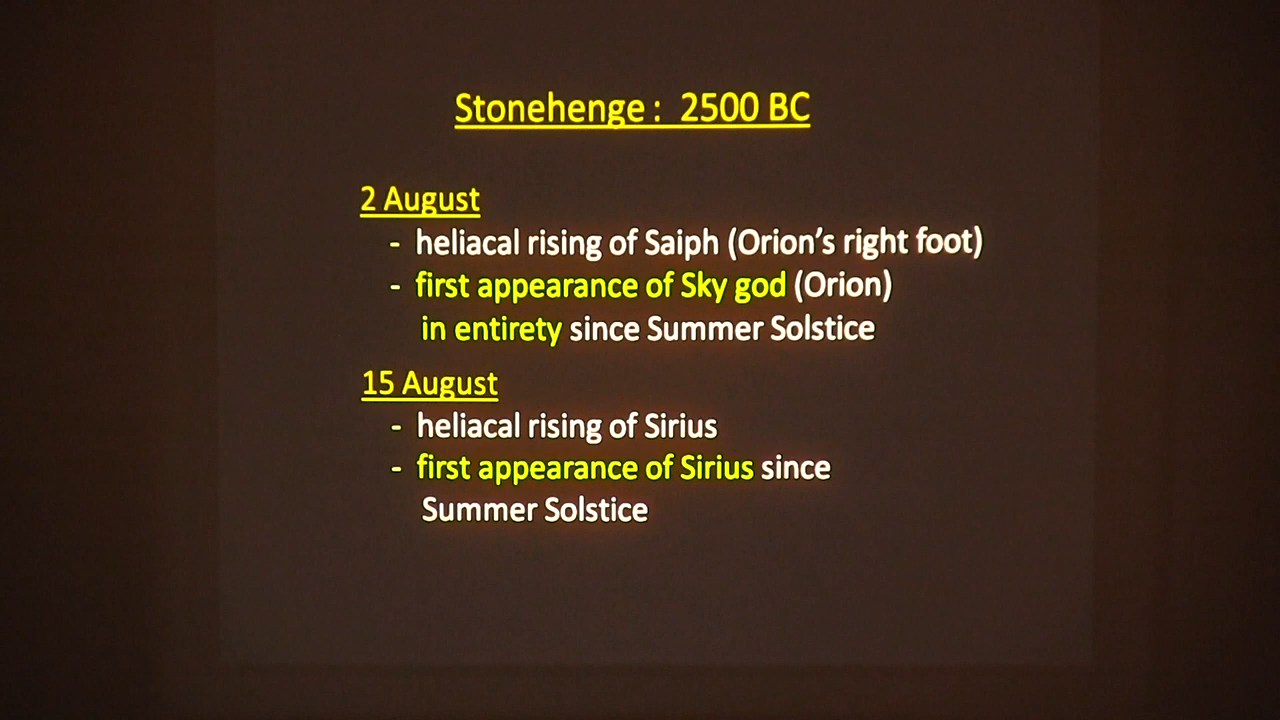 Stonehenge : 2500 BC
2 August
- heliacal rising of Saiph (Orion's right foot)
- first appearance of Sky god (Orion)
in entirety since Summer Solstice
15 August
- heliacal rising of Sirius
- first appearance of Sirius since
Summer Solstice